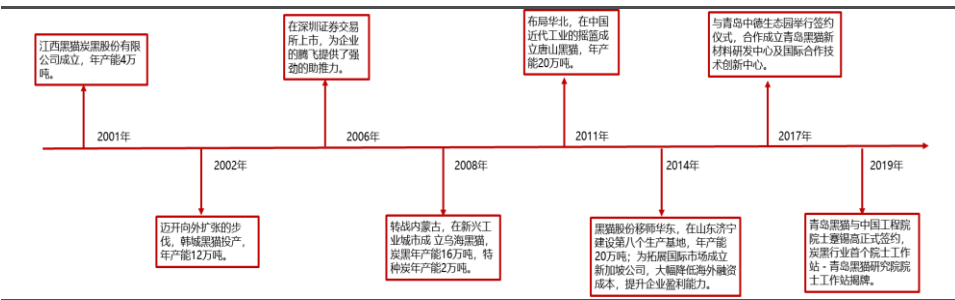 江西黑猫炭黑股份有限
公司成立，年产能4万
吨。
在深圳证券交易
所上市，为企业
的腾飞提供了强
劲的助推力。
布局华北，在中国
近代工业的摇篮成
立唐山黑猫，年产
能20万吨。
与青岛中德生态园举行签约
仪式，合作成立青岛黑猫新
材料研发中心及国际合作技
术创新中心。
2001年
2006年
2011年
2017年
2002年
2008年
2014年
2019年
迈开向外扩张的步
伐，韩城黑猫投产，
年产能12万吨。
转战内蒙古，在新兴工
业城市成 立乌海黑猫，
炭黑年产能16万吨，特
种炭年产能2万吨。
黑猫股份移师华东，在山东济宁
建设第八个生产基地，年产能
20万吨；为拓展国际市场成立
新加坡公司，大幅降低海外融资
成本，提升企业盈利能力。
青岛黑猫与中国工程院
院士蹇锡高正式签约，
炭黑行业首个院士工作
站－青岛黑猫研究院院
士工作站揭牌。